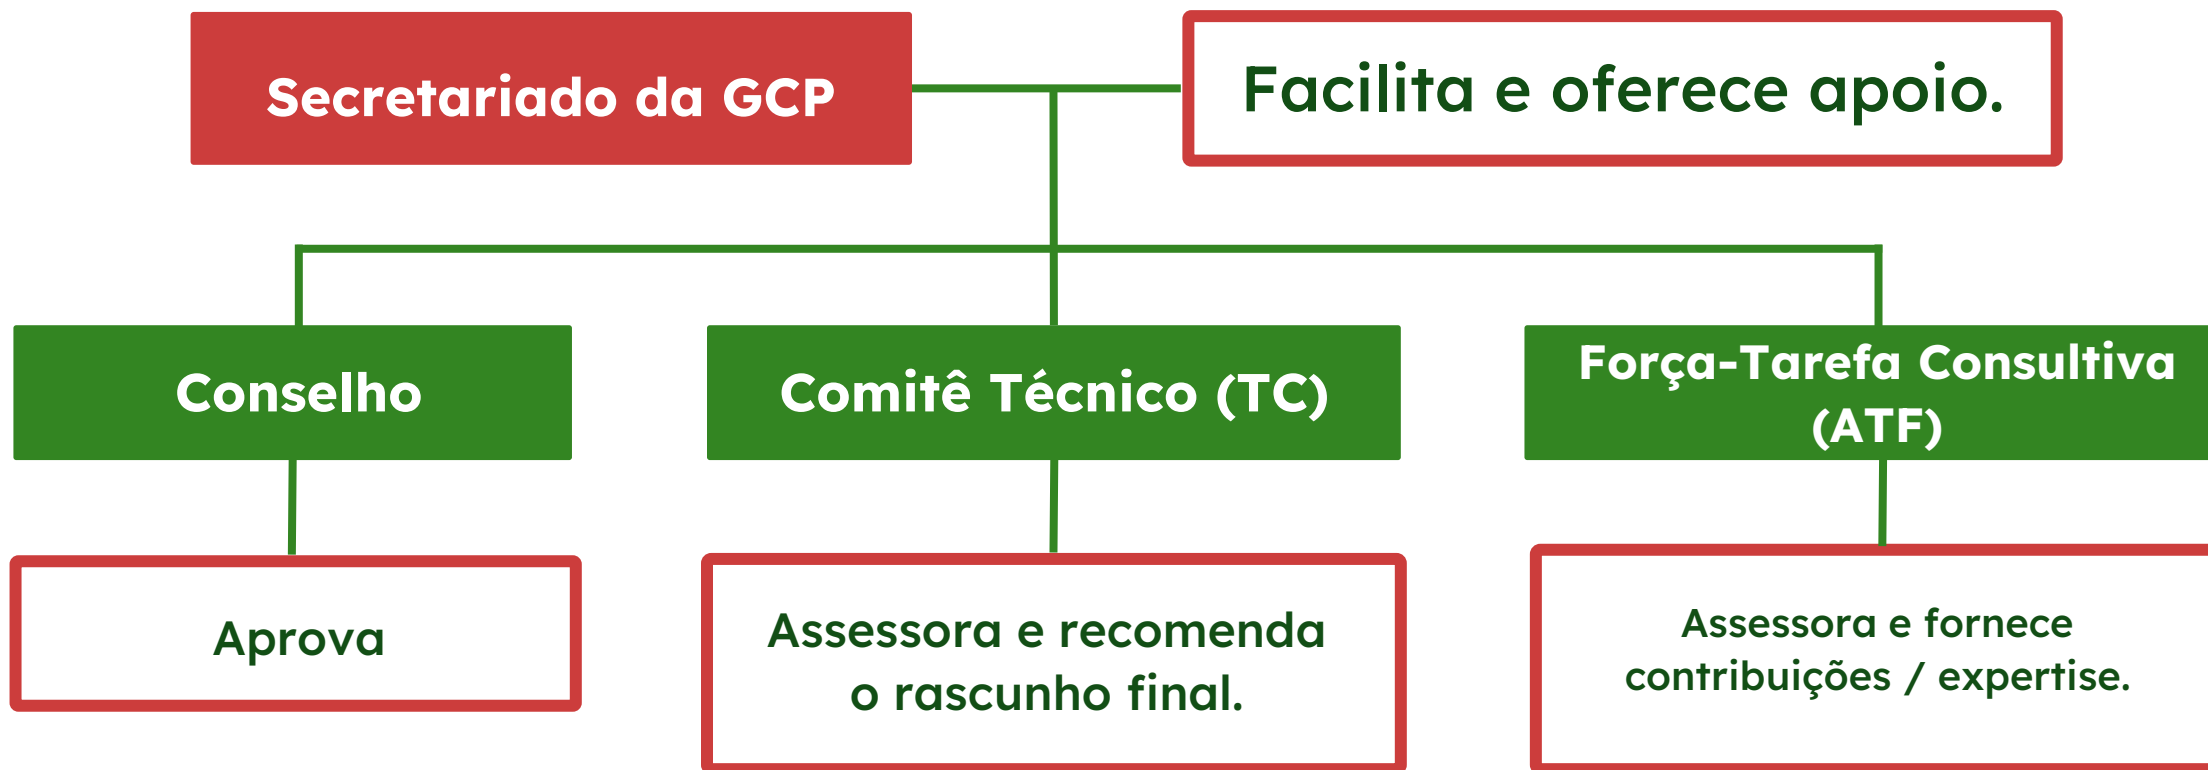 Secretariado da GCP
Facilita e oferece apoio.
Conselho
Comitê Técnico (TC)
Força-Tarefa Consultiva
(ATF)
Aprova
Assessora e recomenda
o rascunho final.
Assessora e fornece
contribuições / expertise.